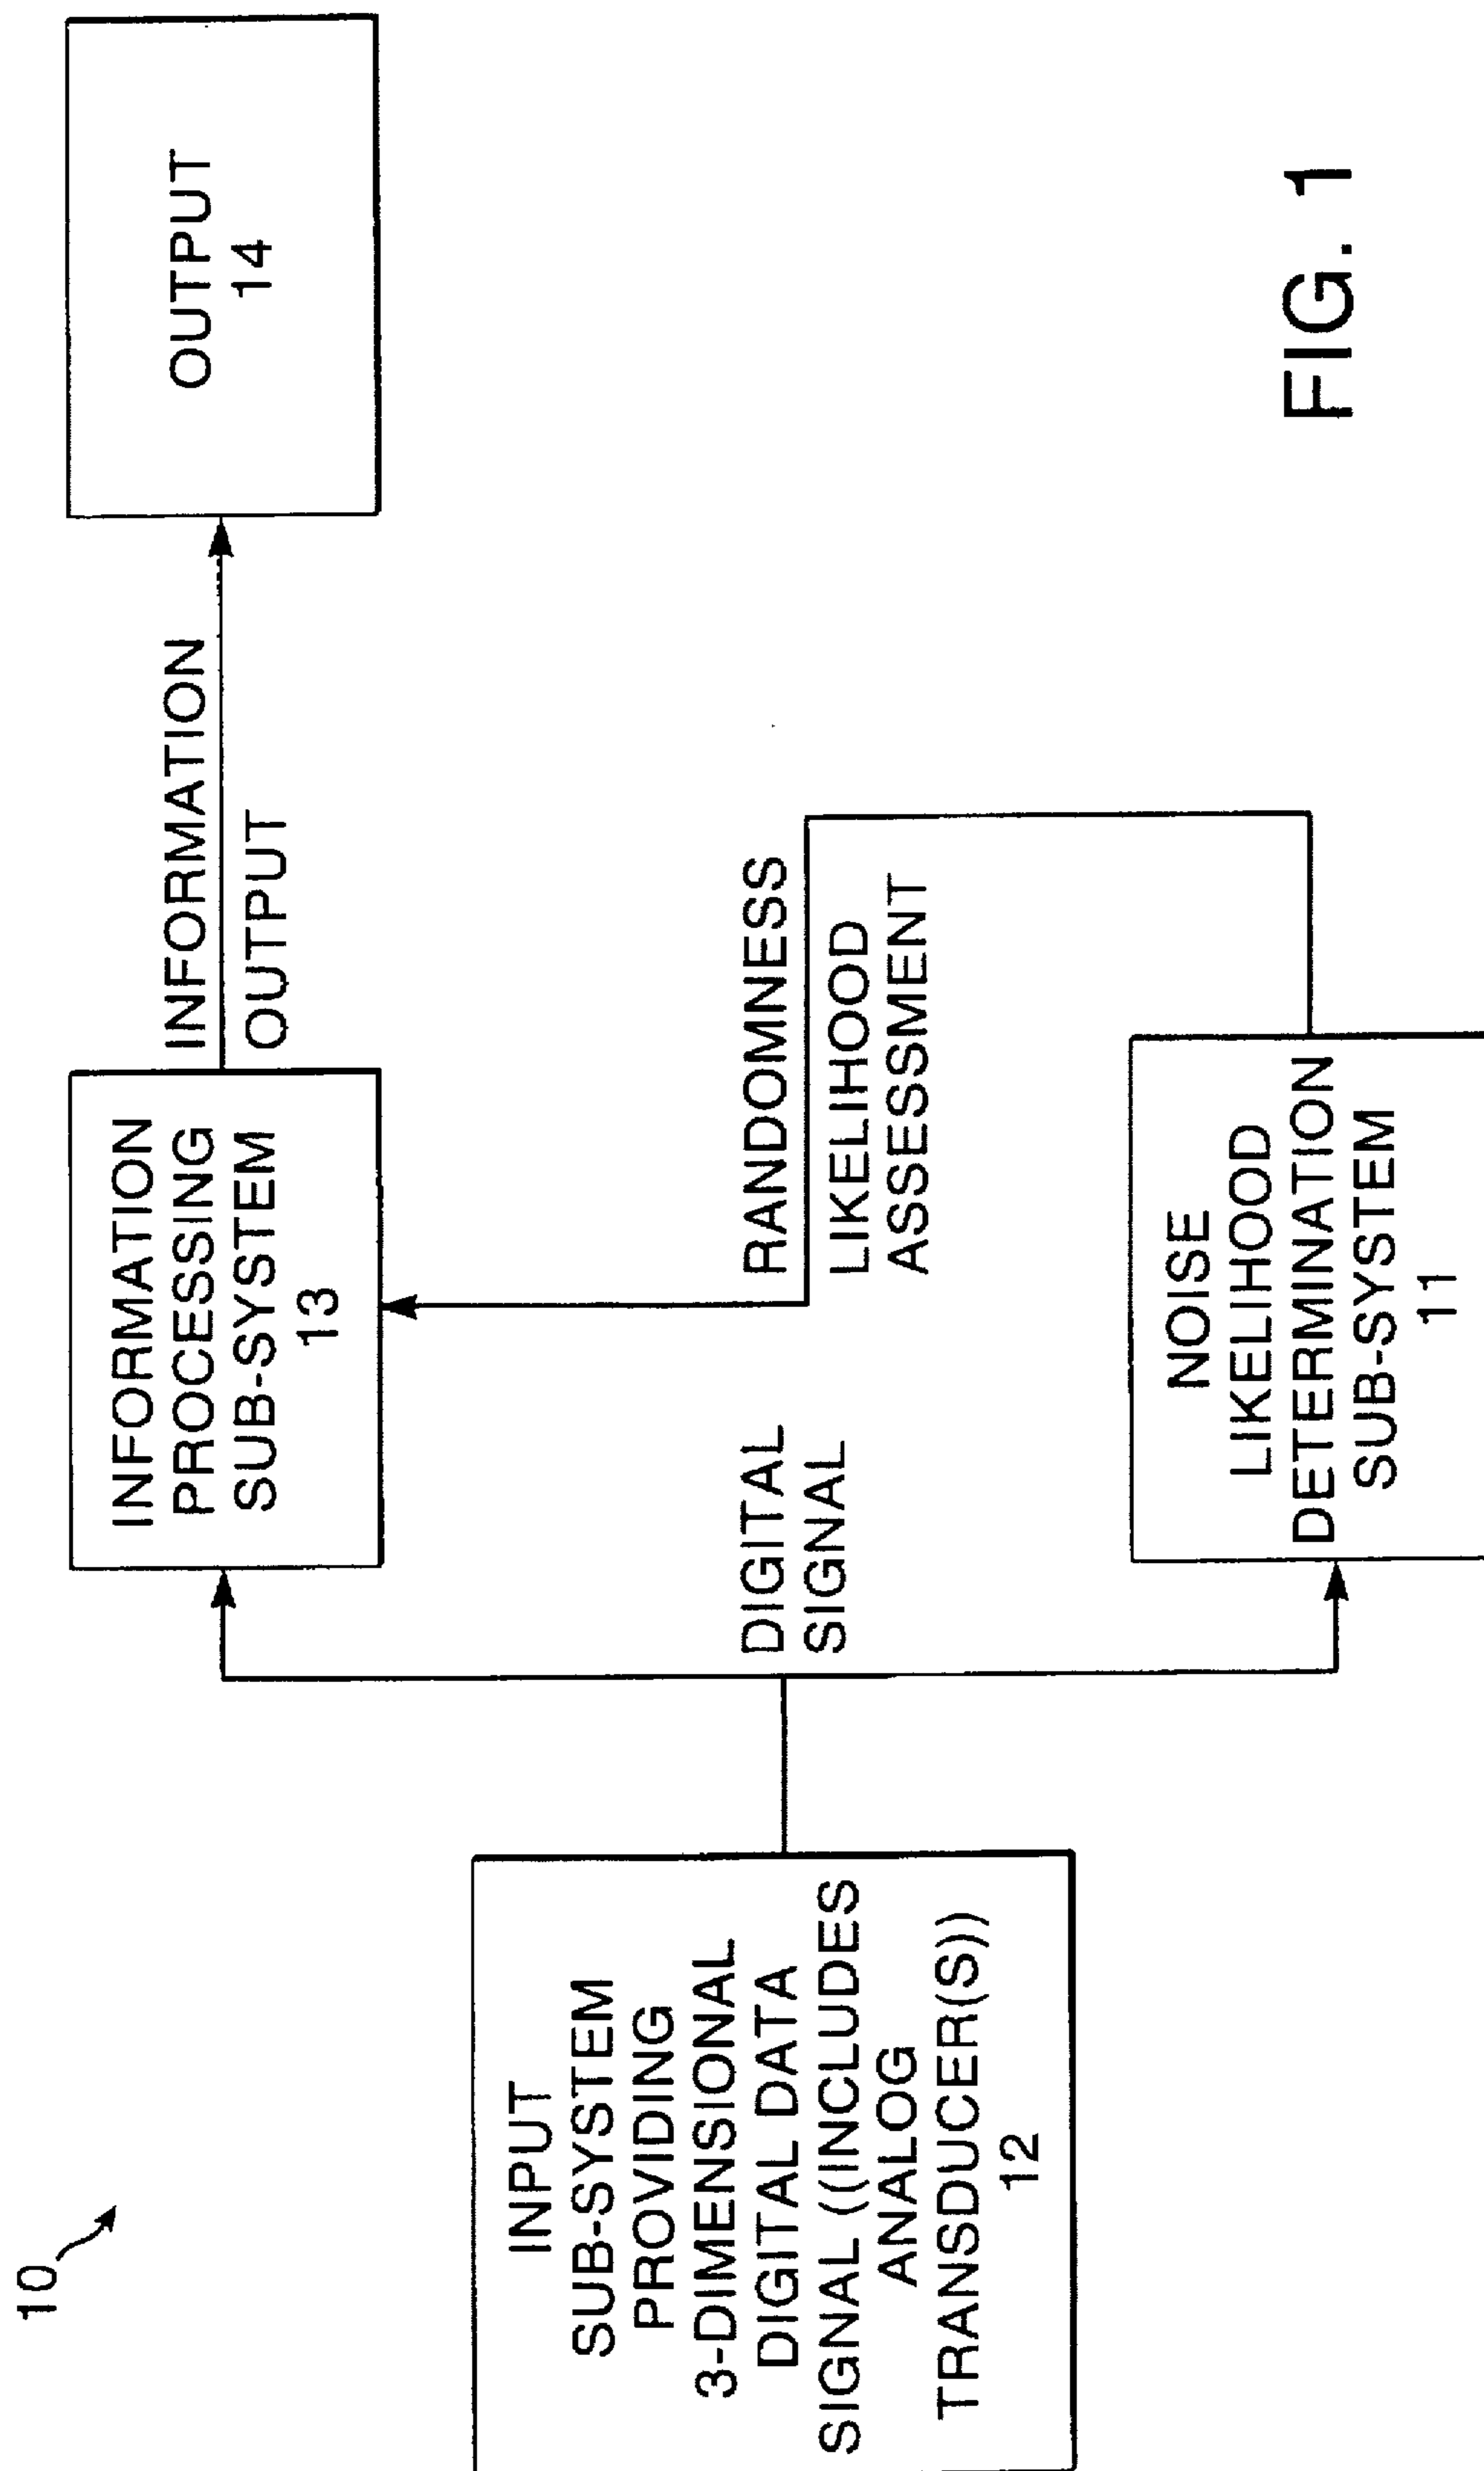 10
INPUT
SUB-SYSTEM
PROVIDING
3-DIMENSIONAL
DIGITAL DATA
SIGNAL ((INCLUDES
ANALOG
TRANSDUCER(S))
12
DIGITAL
SIGNAL
INFORMATION
PROCESSING
SUB-SYSTEM
13
NOISE
LIKELIHOOD
DETERMINATION
SUB-SYSTEM
11
RANDOMNESS
LIKELIHOOD
ASSESSMENT
INFORMATION
OUTPUT
OUTPUT
14
FIG. 1